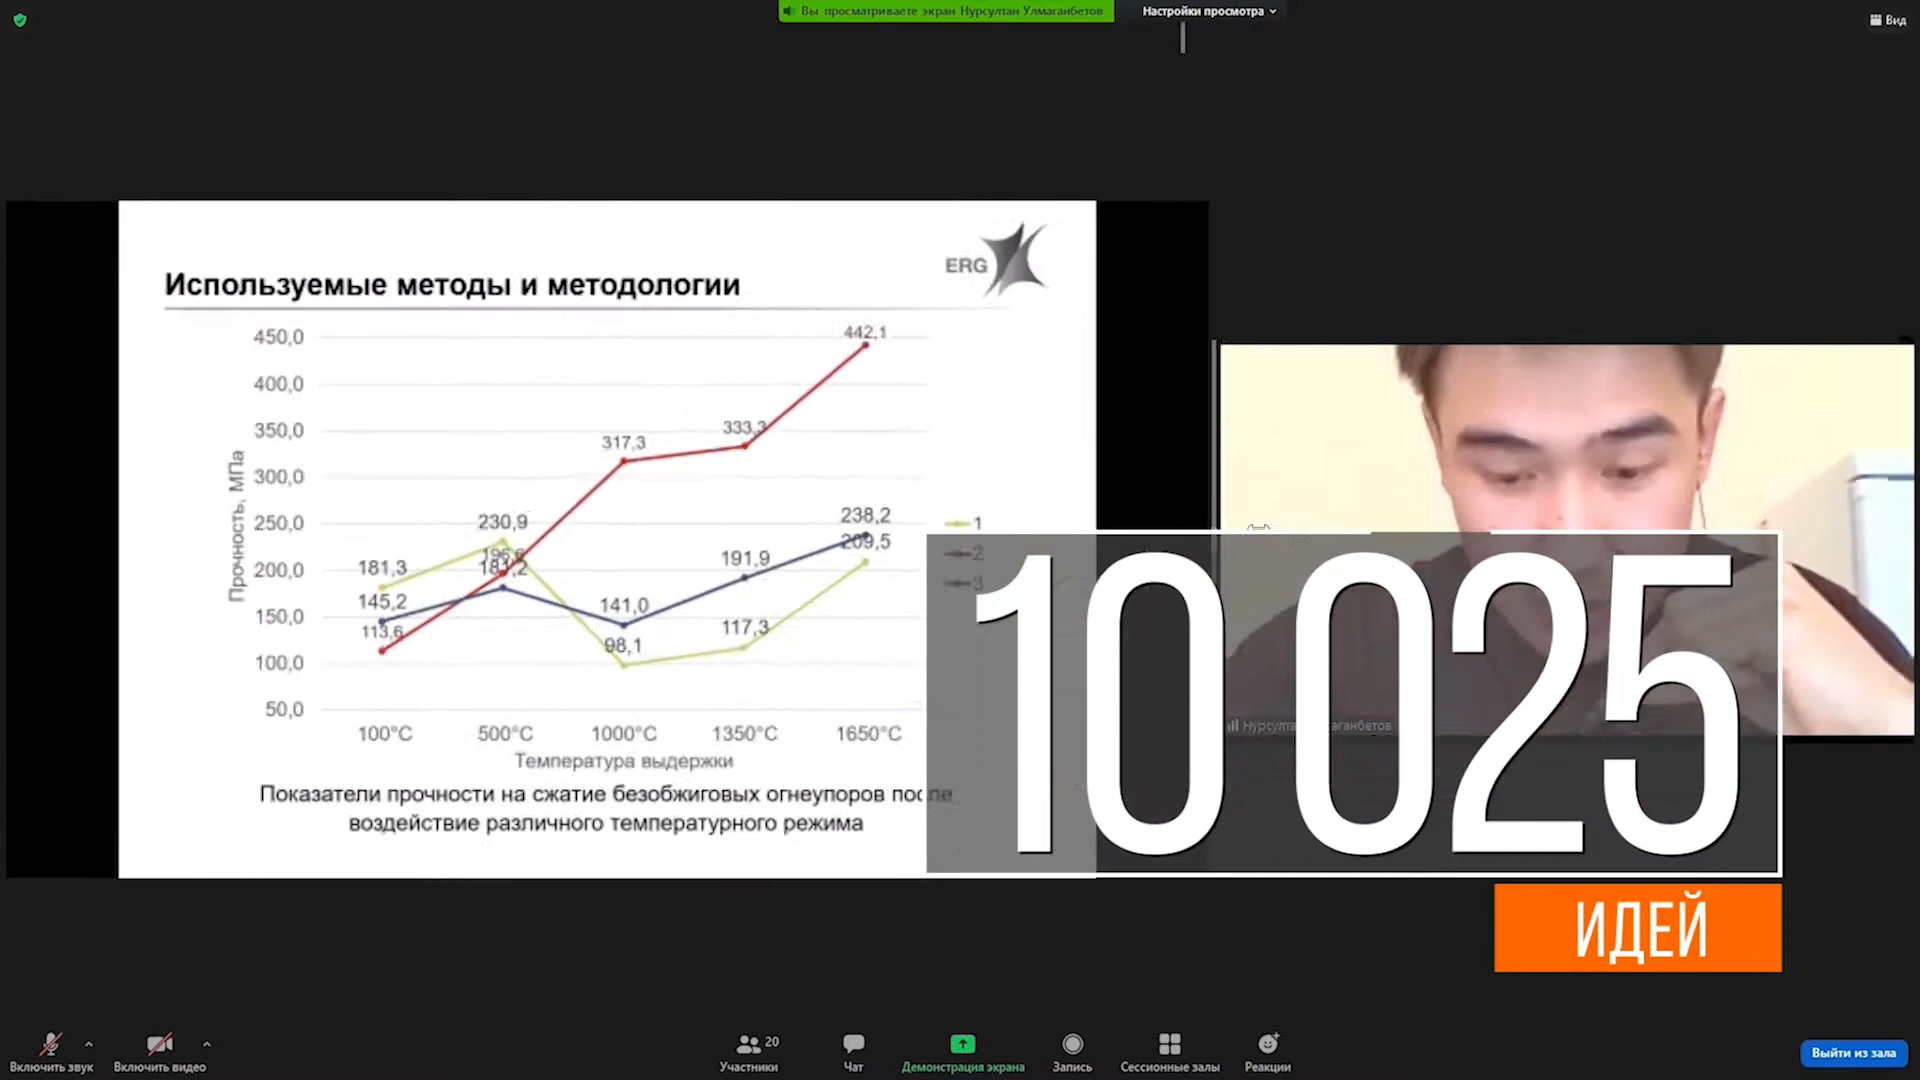 Вы просматриваете экран Нурсултан Улмаганбетов
Настройки просмотра
Вид
ERG
Используемые методы и методологии
450,0
400,0
350,0
300,0
250,0
200,0
150,0
100,0
50,0
Прочность, МПа
442,1
333,3
317,3
230,9
238,2
209,5
191,9
181,3
145,2
141,0
113,6
98,1
117,3
1
2
3
100°C
500°C
1000°C
1350°C
1650°C
Температура выдержки
Показатели прочности на сжатие безобжиговых огнеупоров после
воздействие различного температурного режима
10 025
ИДЕЙ
Включить звук
Включить видео
20
Участники
Чат
Демонстрация экрана
Запись
Сессионные залы
Реакции
Выйти из зала